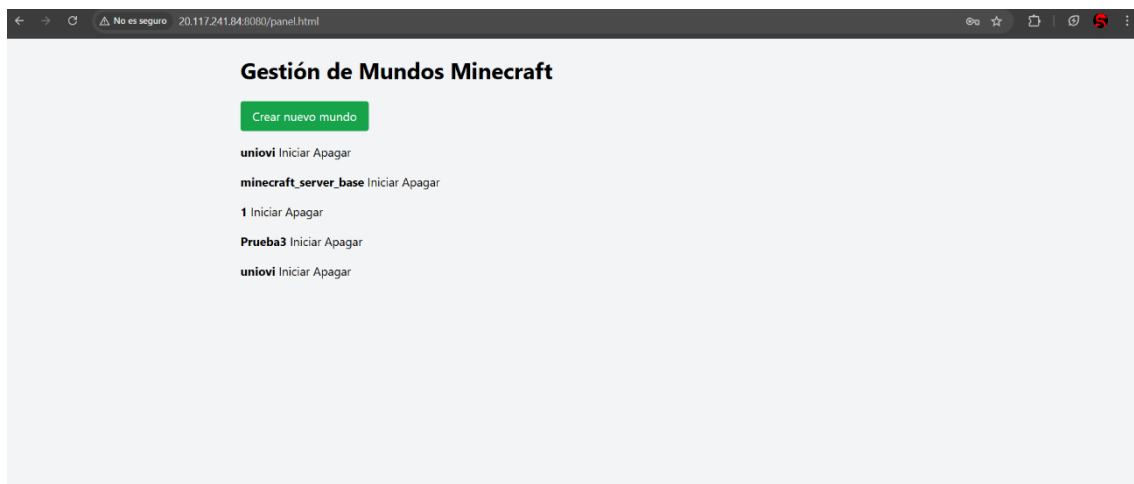 No es seguro 20.117.241.84:8080/panel.html
Gestión de Mundos Minecraft
Crear nuevo mundo
uniovi Iniciar Apagar
minecraft_server_base Iniciar Apagar
1 Iniciar Apagar
Prueba3 Iniciar Apagar
uniovi Iniciar Apagar